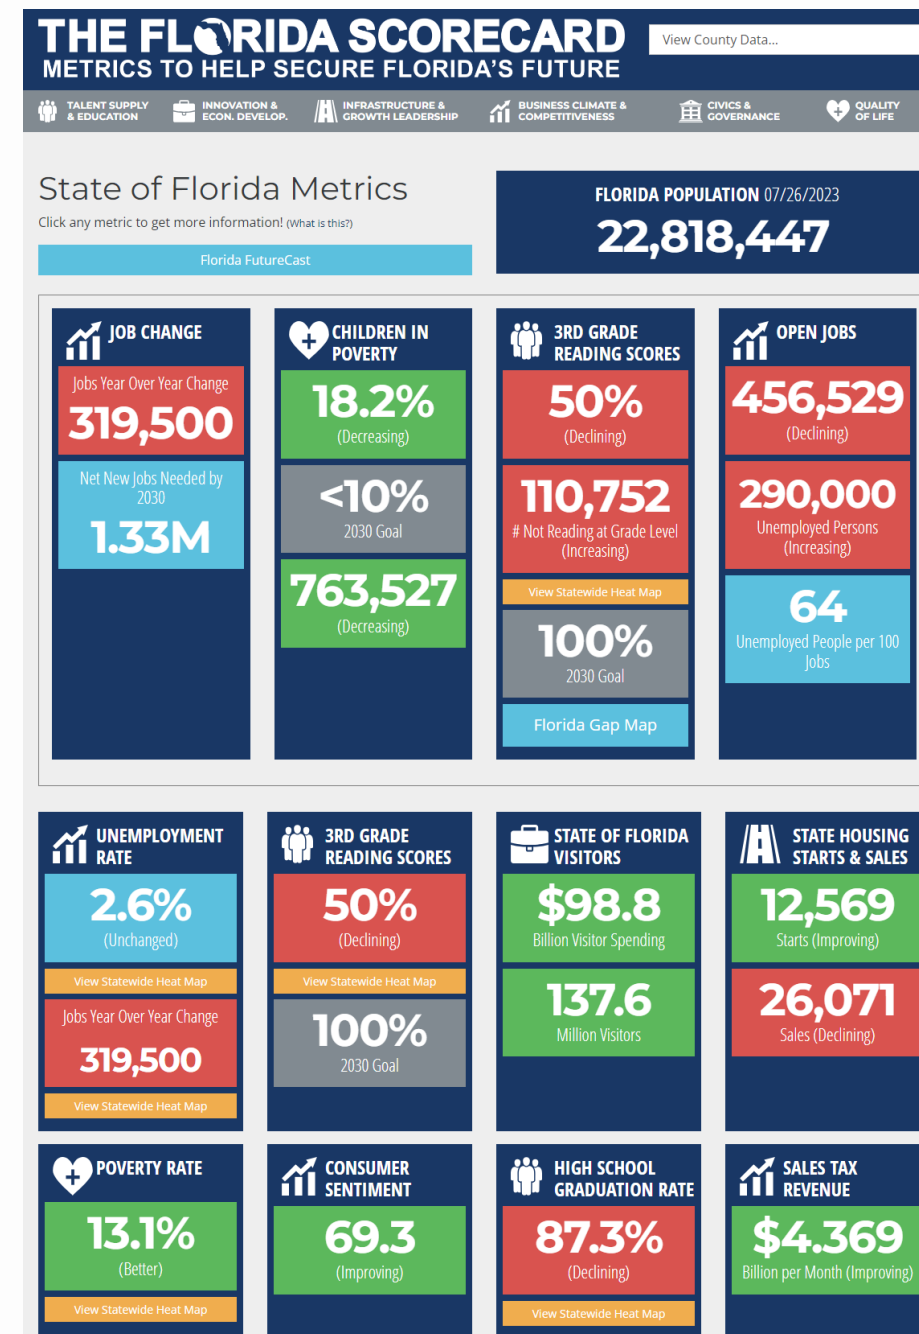 THE FLORIDA SCORECARD
METRICS TO HELP SECURE FLORIDA'S FUTURE
View County Data...
TALENT SUPPLY
& EDUCATION
INNOVATION &
ECON. DEVELOP.
INFRASTRUCTURE &
GROWTH LEADERSHIP
BUSINESS CLIMATE &
COMPETITIVENESS
CIVICS &
GOVERNANCE
QUALITY
OF LIFE
State of Florida Metrics
Click any metric to get more information! (What is this?)
Florida FutureCast
FLORIDA POPULATION 07/26/2023
22,818,447
JOB CHANGE
Jobs Year Over Year Change
319,500
Net New Jobs Needed by
2030
1.33M
CHILDREN IN
POVERTY
18.2%
(Decreasing)
<10%
2030 Goal
763,527
(Decreasing)
3RD GRADE
READING SCORES
50%
(Declining)
110,752
# Not Reading at Grade Level
(Increasing)
View Statewide Heat Map
100%
2030 Goal
Florida Gap Map
OPEN JOBS
456,529
(Declining)
290,000
Unemployed Persons
(Increasing)
64
Unemployed People per 100
Jobs
UNEMPLOYMENT
RATE
2.6%
(Unchanged)
View Statewide Heat Map
Jobs Year Over Year Change
319,500
View Statewide Heat Map
3RD GRADE
READING SCORES
50%
(Declining)
View Statewide Heat Map
100%
2030 Goal
STATE OF FLORIDA
VISITORS
$98.8
Billion Visitor Spending
137.6
Million Visitors
STATE HOUSING
STARTS & SALES
12,569
Starts (Improving)
26,071
Sales (Declining)
POVERTY RATE
13.1%
(Better)
View Statewide Heat Map
CONSUMER
SENTIMENT
69.3
(Improving)
HIGH SCHOOL
GRADUATION RATE
87.3%
(Declining)
View Statewide Heat Map
SALES TAX
REVENUE
$4.369
Billion per Month (Improving)